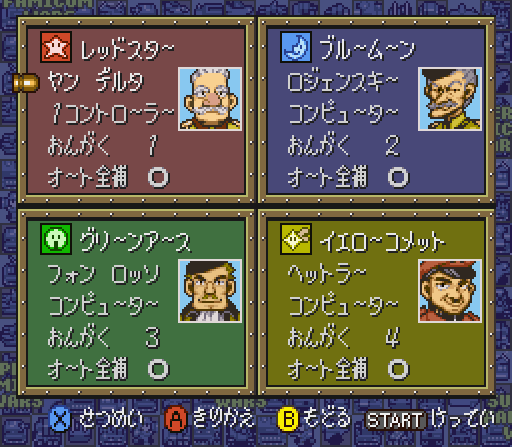 レッドスター
ヤン デルタ
1コントローラー
おんがく 1
オート全補 〇
ブルームーン
ロジェンスキー
コンピューター
おんがく 2
オート全補 〇
グリーンアース
フォン ロッソ
コンピューター
おんがく 3
オート全補 〇
イエローコメット
ヘットラー
コンピューター
おんがく 4
オート全補 〇
X せつめい A きりかえ B もどる START けってい